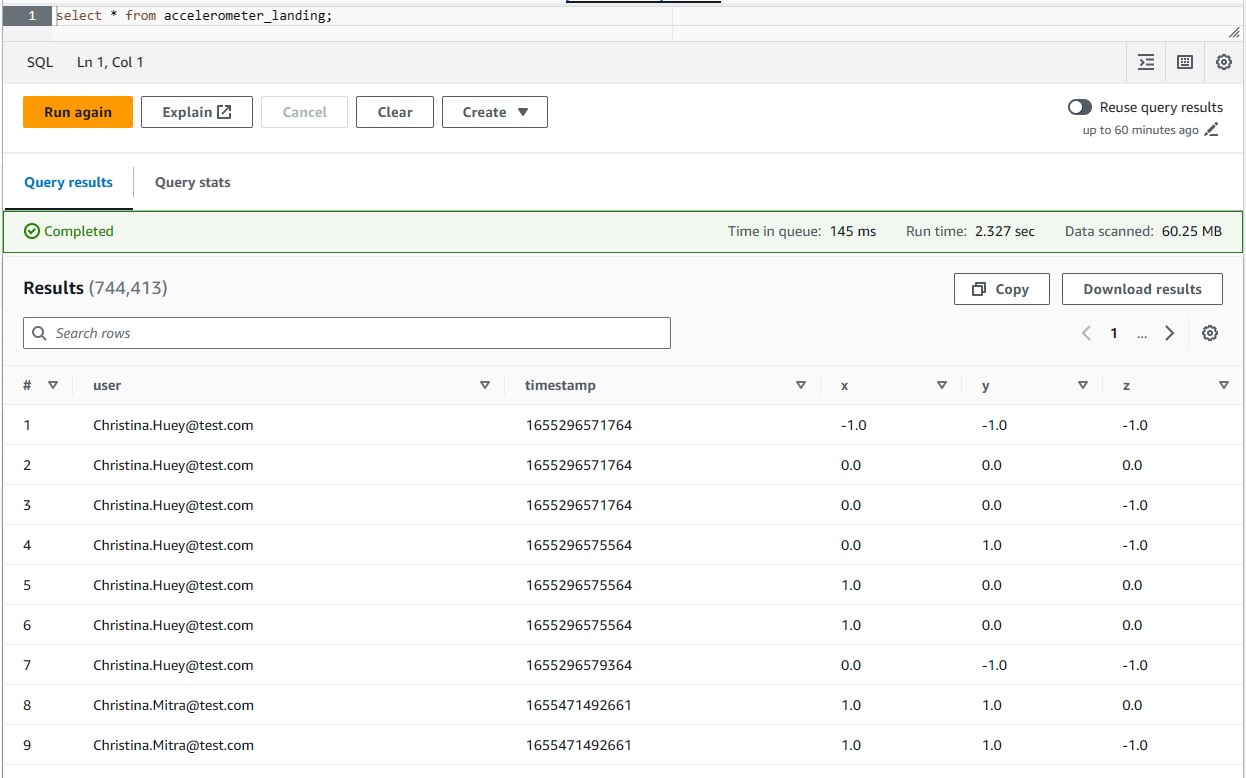 1 select * from accelerometer_landing;
SQL Ln 1, Col 1
Run again Explain Cancel Clear Create Reuse query results
up to 60 minutes ago
Query results Query stats
Completed Time in queue: 145 ms Run time: 2.327 sec Data scanned: 60.25 MB
Results (744,413) Copy Download results
Search rows 1 ...
# user timestamp x y z
1 Christina.Huey@test.com 1655296571764 -1.0 -1.0 -1.0
2 Christina.Huey@test.com 1655296571764 0.0 0.0 0.0
3 Christina.Huey@test.com 1655296571764 0.0 0.0 -1.0
4 Christina.Huey@test.com 1655296575564 0.0 1.0 -1.0
5 Christina.Huey@test.com 1655296575564 1.0 0.0 0.0
6 Christina.Huey@test.com 1655296575564 1.0 0.0 0.0
7 Christina.Huey@test.com 1655296579364 0.0 -1.0 -1.0
8 Christina.Mitra@test.com 1655471492661 1.0 1.0 0.0
9 Christina.Mitra@test.com 1655471492661 1.0 1.0 -1.0